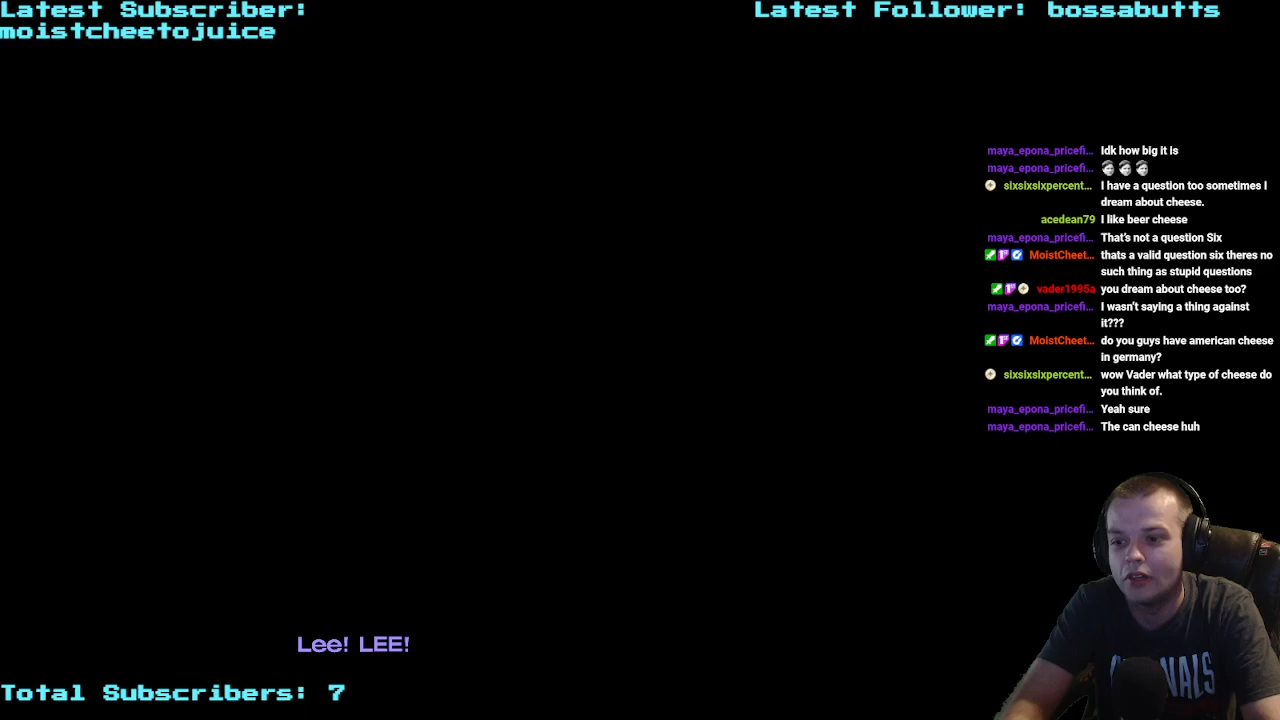 Latest Subscriber:
moistcheetojuice
Latest Follower: bossabutts
maya_epona_pricefi... Idk how big it is
maya_epona_pricefi...
sixsixsixpercent... I have a question too sometimes I
dream about cheese.
acedean79 I like beer cheese
maya_epona_pricefi... That's not a question Six
MoistCheet... thats a valid question six theres no
such thing as stupid questions
vader1995a you dream about cheese too?
maya_epona_pricefi... I wasn't saying a thing against
it???
MoistCheet... do you guys have american cheese
in germany?
sixsixsixpercent... wow Vader what type of cheese do
you think of.
maya_epona_pricefi... Yeah sure
maya_epona_pricefi... The can cheese huh
Lee! LEE!
Total Subscribers: 7